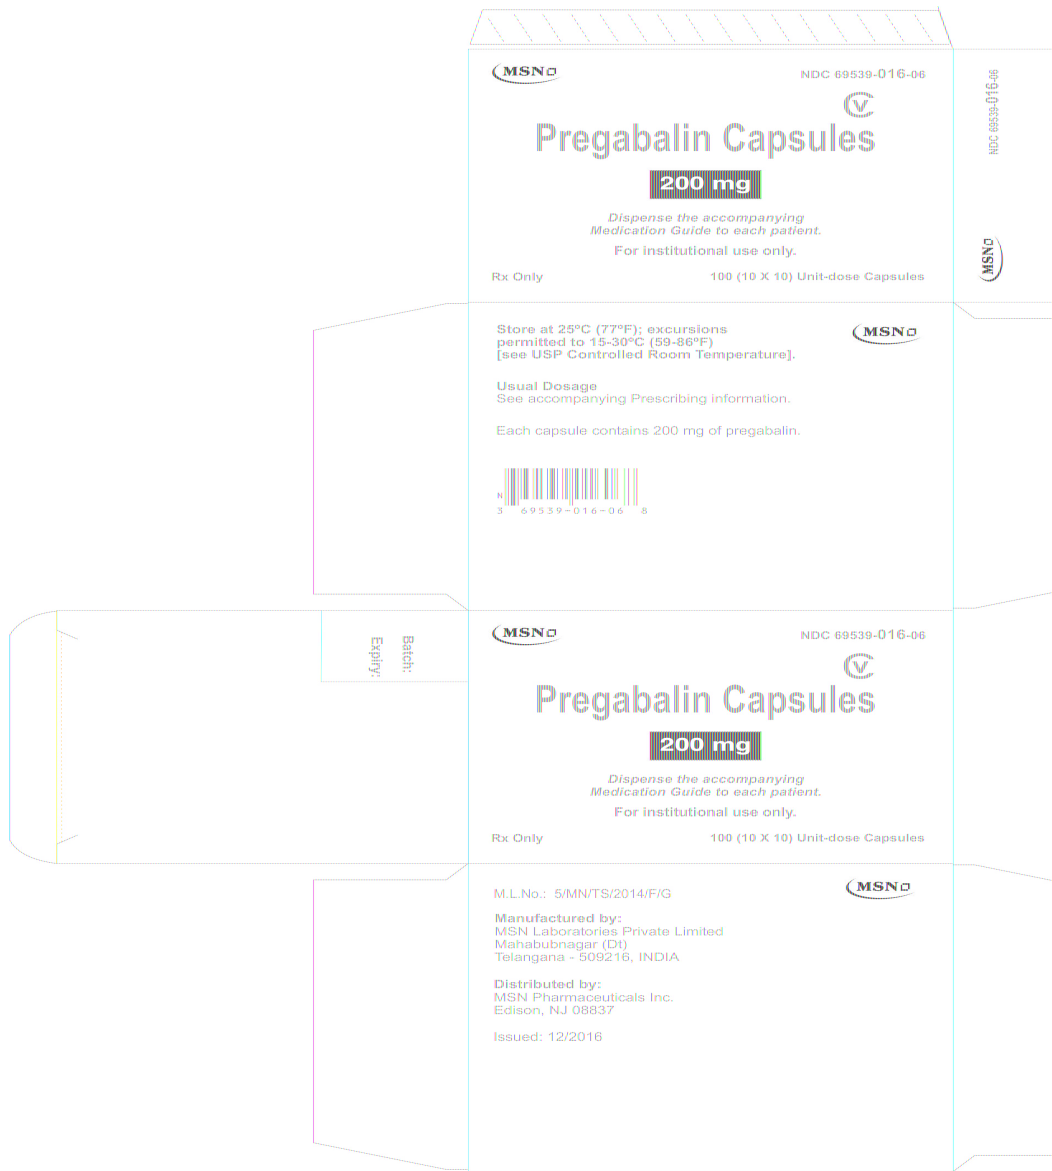 MSN
NDC 69539-016-06
CV
Pregabalin Capsules
200 mg
Dispense the accompanying
Medication Guide to each patient.
For institutional use only.
Rx Only
100 (10 X 10) Unit-dose Capsules
NDC 69539-016-06
MSN
Store at 25°C (77°F); excursions
permitted to 15-30°C (59-86°F)
[see USP Controlled Room Temperature].
MSN
Usual Dosage
See accompanying Prescribing information.
Each capsule contains 200 mg of pregabalin.
N
3 69539-016-06 8
Batch:
Expiry:
MSN
NDC 69539-016-06
CV
Pregabalin Capsules
200 mg
Dispense the accompanying
Medication Guide to each patient.
For institutional use only.
Rx Only
100 (10 X 10) Unit-dose Capsules
M.L.No.: 5/MN/TS/2014/F/G
MSN
Manufactured by:
MSN Laboratories Private Limited
Mahabubnagar (Dt)
Telangana - 509216, INDIA
Distributed by:
MSN Pharmaceuticals Inc.
Edison, NJ 08837
Issued: 12/2016